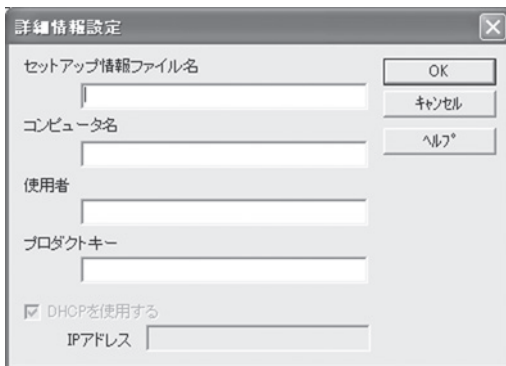 詳細情報設定
セットアップ情報ファイル名
OK
キャンセル
ヘルプ
コンピュータ名
使用者
プロダクトキー
DHCPを使用する
IPアドレス